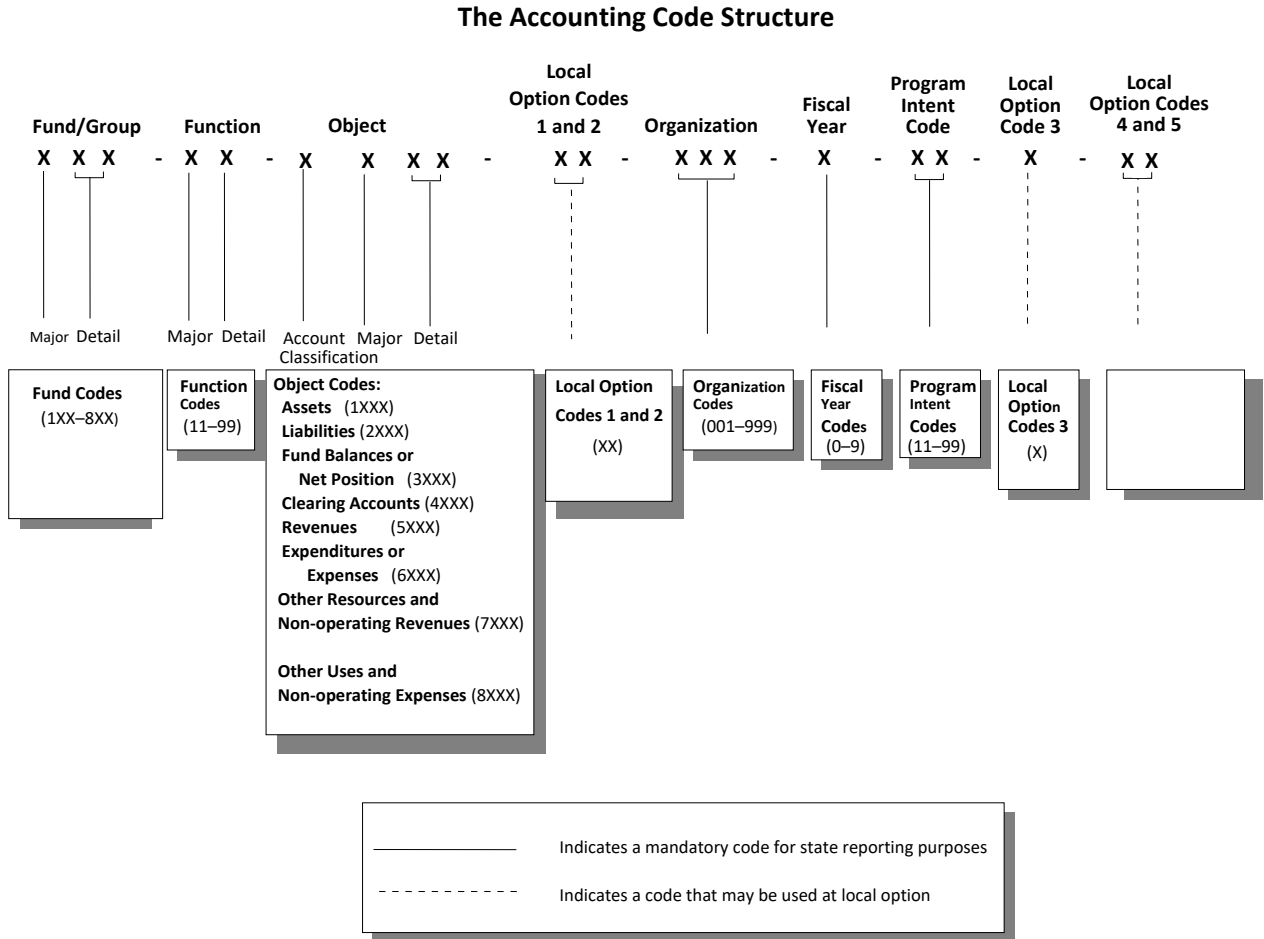 The Accounting Code Structure
Fund/Group
Function
Object
Local
Option Codes
1 and 2
Organization
Fiscal
Year
Program
Intent
Code
Local
Option
Code 3
Local
Option Codes
4 and 5
X X X - X X - X X X X - X X - X X X - X - X X - X - X X
Major Detail
Major Detail
Account Major Detail
Classification
Fund Codes
(1XX–8XX)
Function
Codes
(11–99)
Object Codes:
Assets (1XXX)
Liabilities (2XXX)
Fund Balances or
Net Position (3XXX)
Clearing Accounts (4XXX)
Revenues (5XXX)
Expenditures or
Expenses (6XXX)
Other Resources and
Non-operating Revenues (7XXX)
Other Uses and
Non-operating Expenses (8XXX)
Local Option
Codes 1 and 2
(XX)
Organization
Codes
(001–999)
Fiscal
Year
Codes
(0–9)
Program
Intent
Codes
(11–99)
Local
Option
Codes 3
(X)
Indicates a mandatory code for state reporting purposes
Indicates a code that may be used at local option